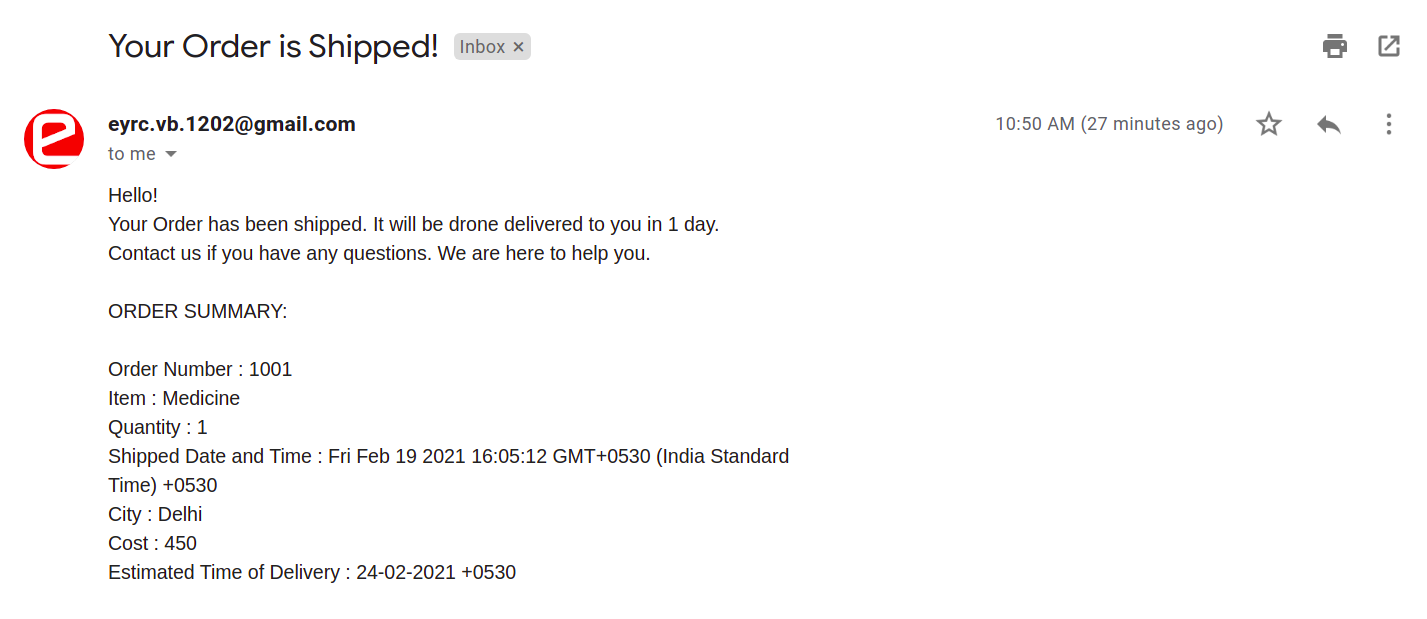 Your Order is Shipped! Inbox ×
eyrc.vb.1202@gmail.com 10:50 AM (27 minutes ago)
to me
Hello!
Your Order has been shipped. It will be drone delivered to you in 1 day.
Contact us if you have any questions. We are here to help you.
ORDER SUMMARY:
Order Number : 1001
Item : Medicine
Quantity : 1
Shipped Date and Time : Fri Feb 19 2021 16:05:12 GMT+0530 (India Standard
Time) +0530
City : Delhi
Cost : 450
Estimated Time of Delivery : 24-02-2021 +0530